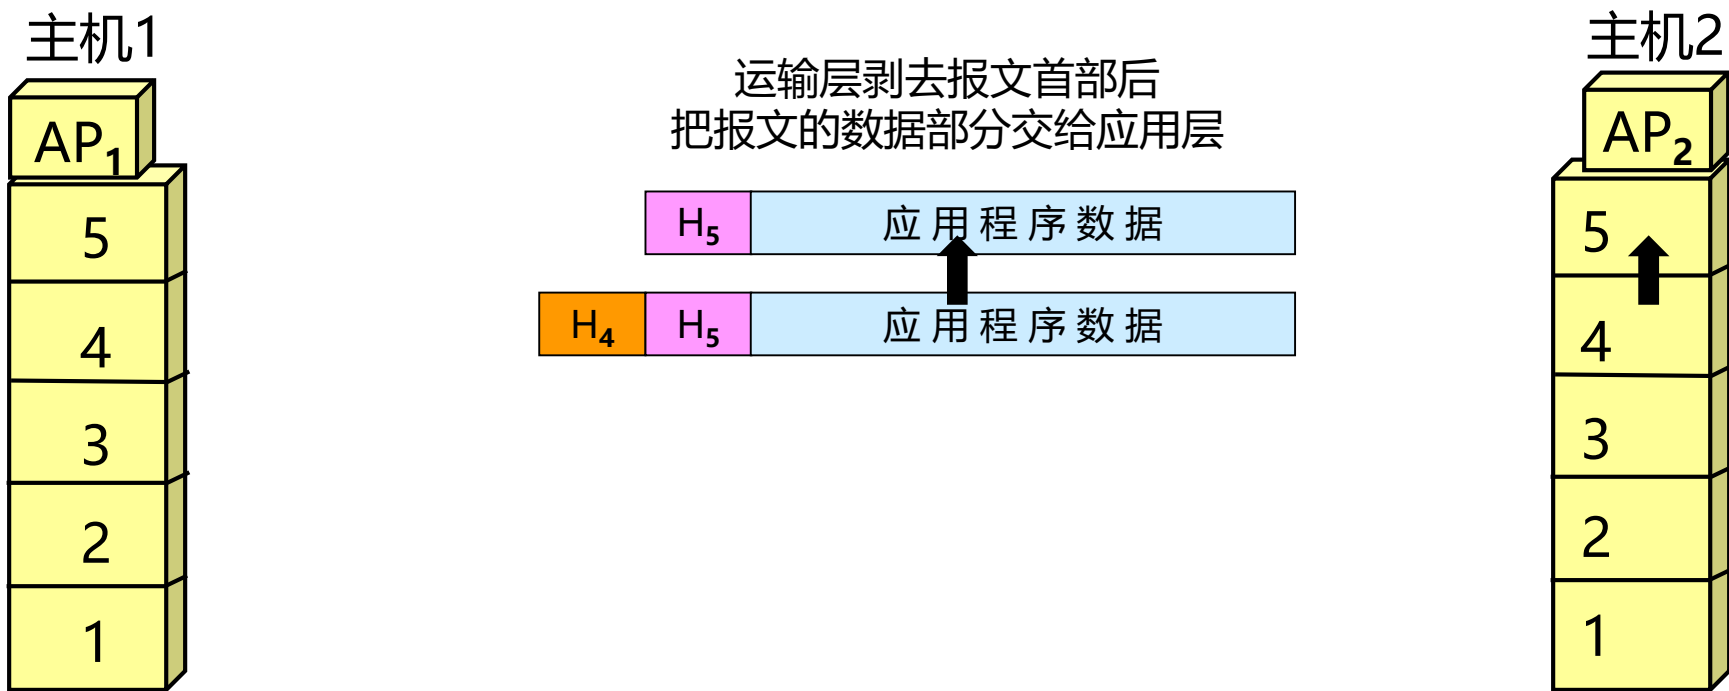 主机1
主机2
运输层剥去报文首部后
把报文的数据部分交给应用层
AP1
AP2
H5 应用程序数据
H4 H5 应用程序数据
5
4
3
2
1
5
4
3
2
1